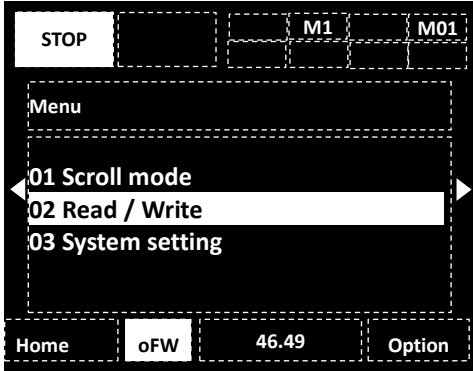 STOP M1 M01
Menu
01 Scroll mode
02 Read / Write
03 System setting
Home oFW 46.49 Option